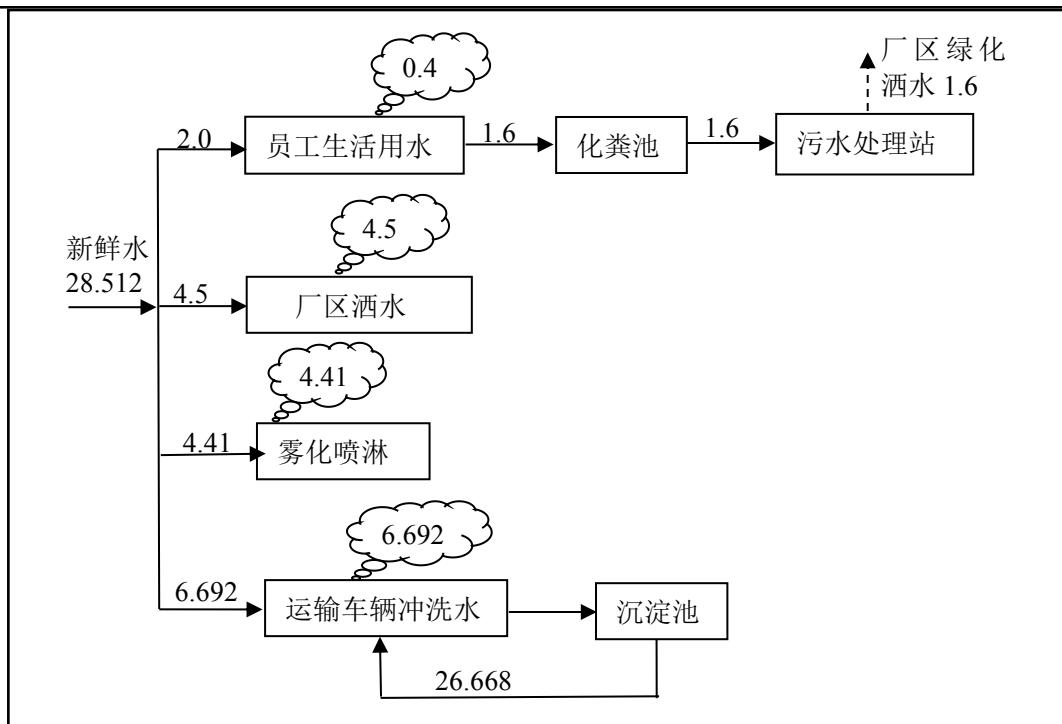 厂区绿化
洒水 1.6
0.4
2.0
员工生活用水
1.6
化粪池
1.6
污水处理站
4.5
新鲜水
28.512
4.5
厂区洒水
4.41
4.41
雾化喷淋
6.692
6.692
运输车辆冲洗水
沉淀池
26.668